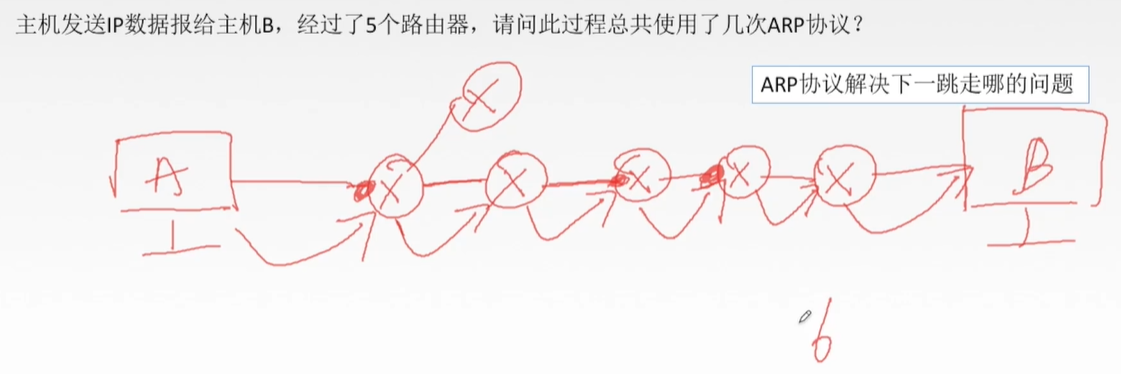 主机发送IP数据报给主机B，经过了5个路由器，请问此过程总共使用了几次ARP协议？
ARP协议解决下一跳走哪的问题
X
A X X X X X B
6